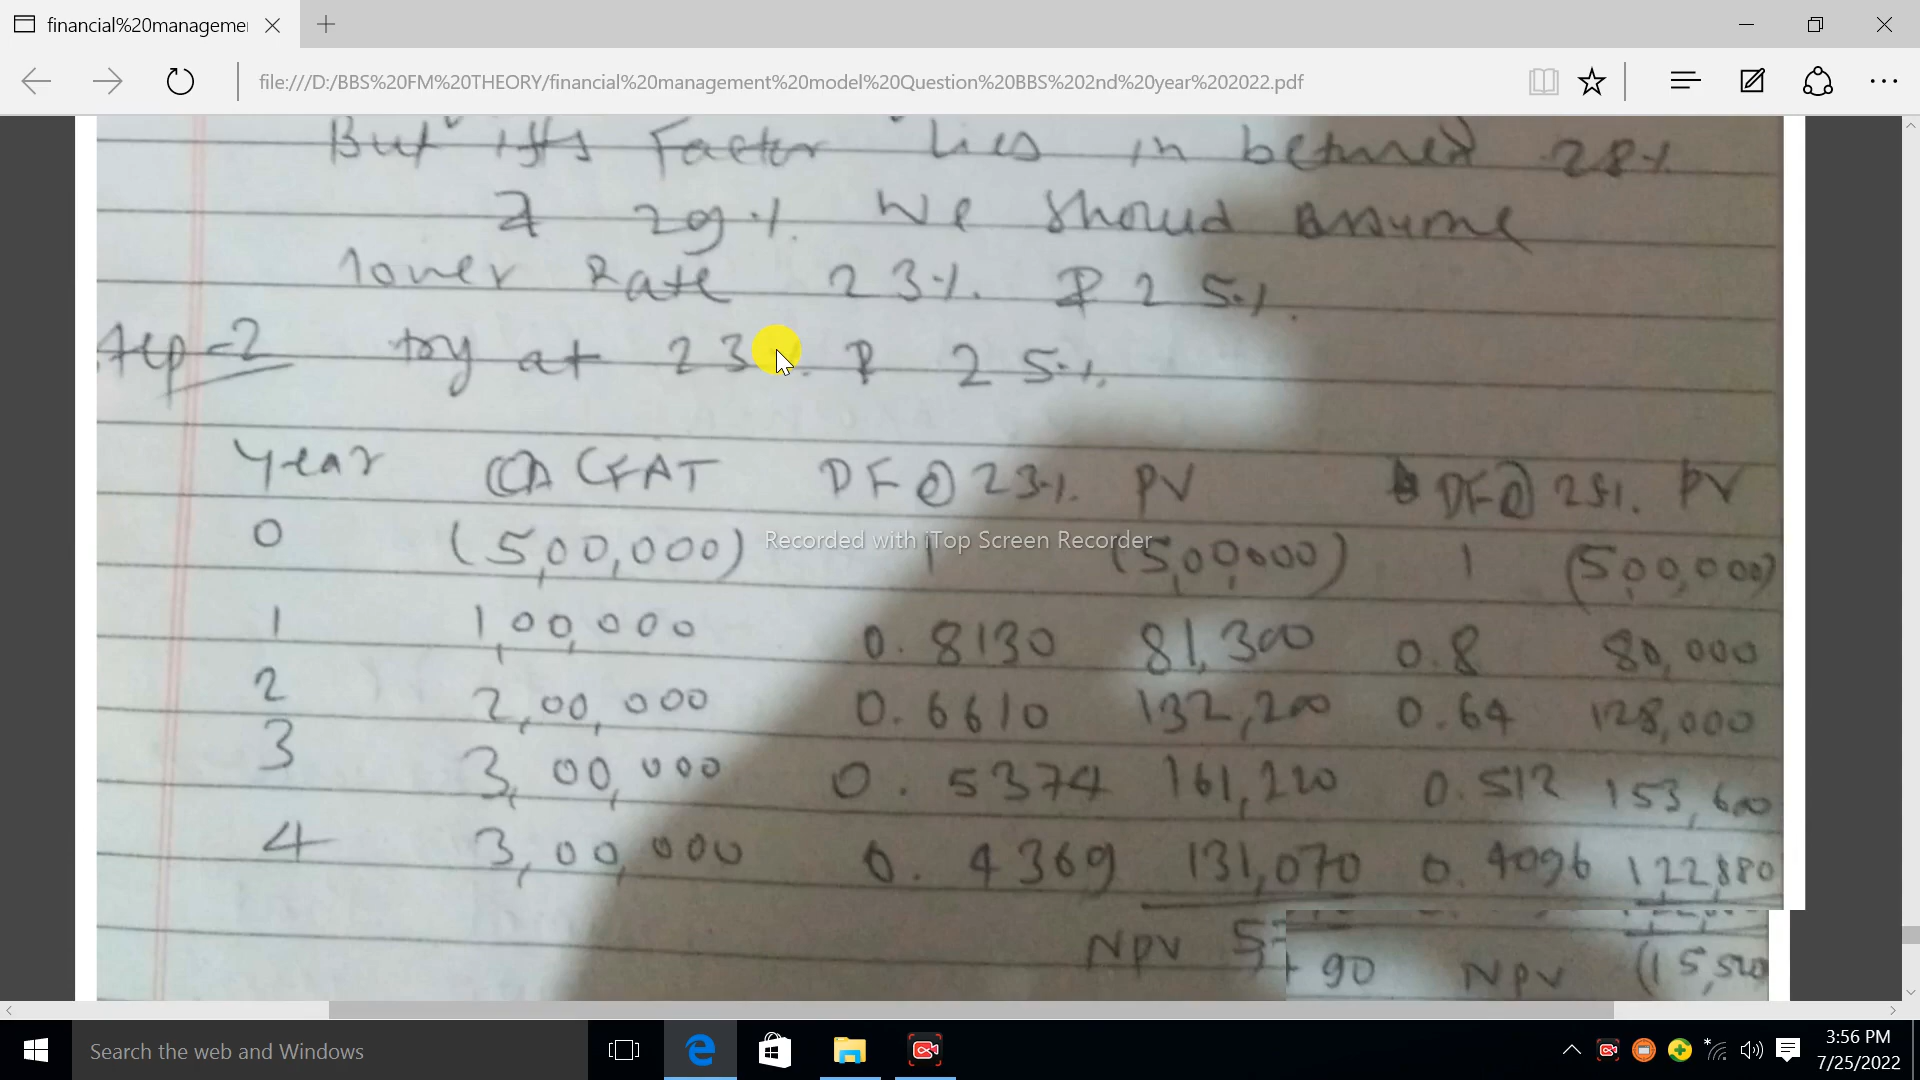 financial%20manageme
file:///D:/BBS%20FM%20THEORY/financial%20management%20model%20Question%20BBS%202nd%20year%202022.pdf
But its Factor lies in between 28%
& 29%. We should assume
lower Rate 23% & 25%.
Step-2 try at 23% & 25%.
Year CFAT DF@23% PV DF@25% PV
0 (5,00,000) 1 (5,00,000) 1 (5,00,000)
Recorded with iTop Screen Recorder
1 1,00,000 0.8130 81,300 0.8 80,000
2 2,00,000 0.6610 132,200 0.64 128,000
3 3,00,000 0.5374 161,220 0.512 153,600
4 3,00,000 0.4369 131,070 0.4096 122,880
NPV 5 90 NPV (15,520
Search the web and Windows
3:56 PM
7/25/2022